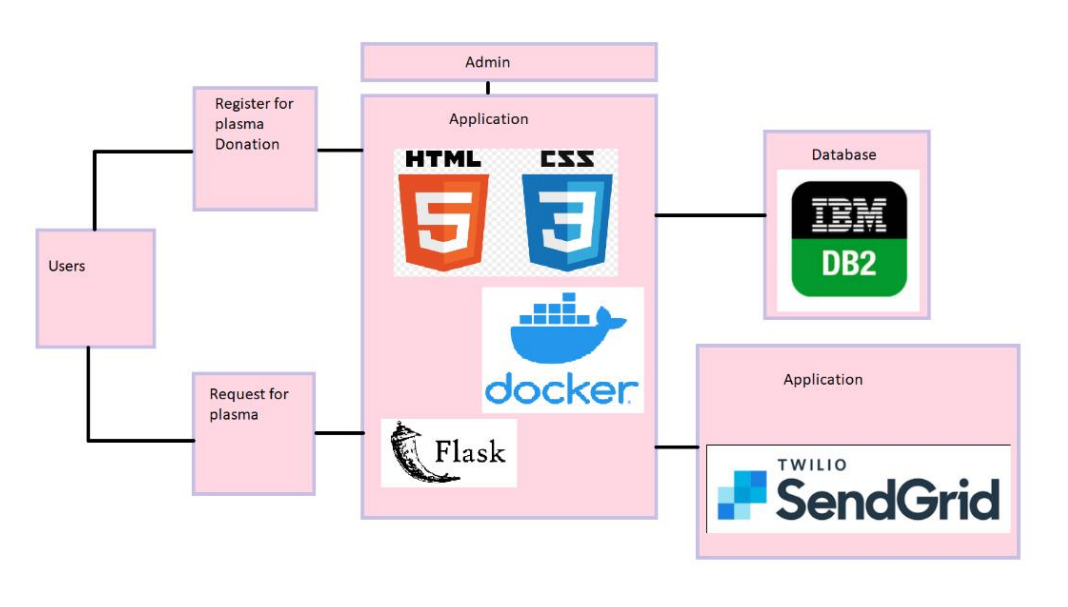 Admin
Application
HTML
CSS
5
3
docker
Flask
Register for
plasma
Donation
Users
Request for
plasma
Database
IBM
DB2
Application
TWILIO
SendGrid